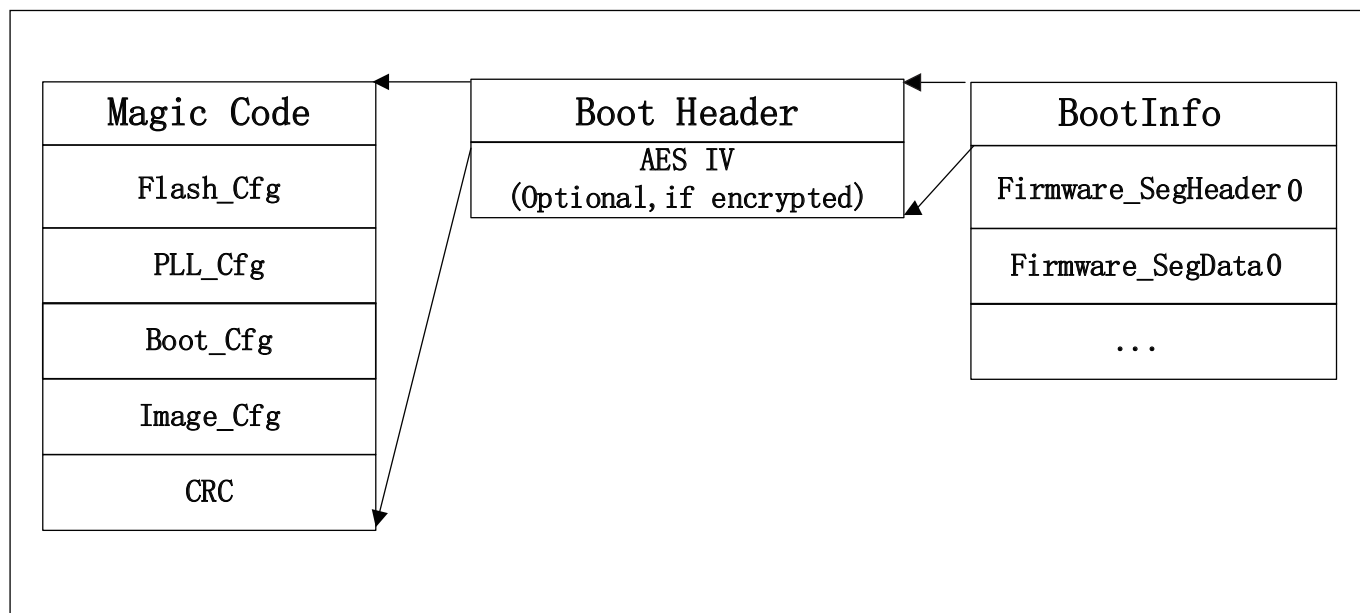 Magic Code
Flash_Cfg
PLL_Cfg
Boot_Cfg
Image_Cfg
CRC
Boot Header
AES IV
(Optional,if encrypted)
BootInfo
Firmware_SegHeader0
Firmware_SegData0
...